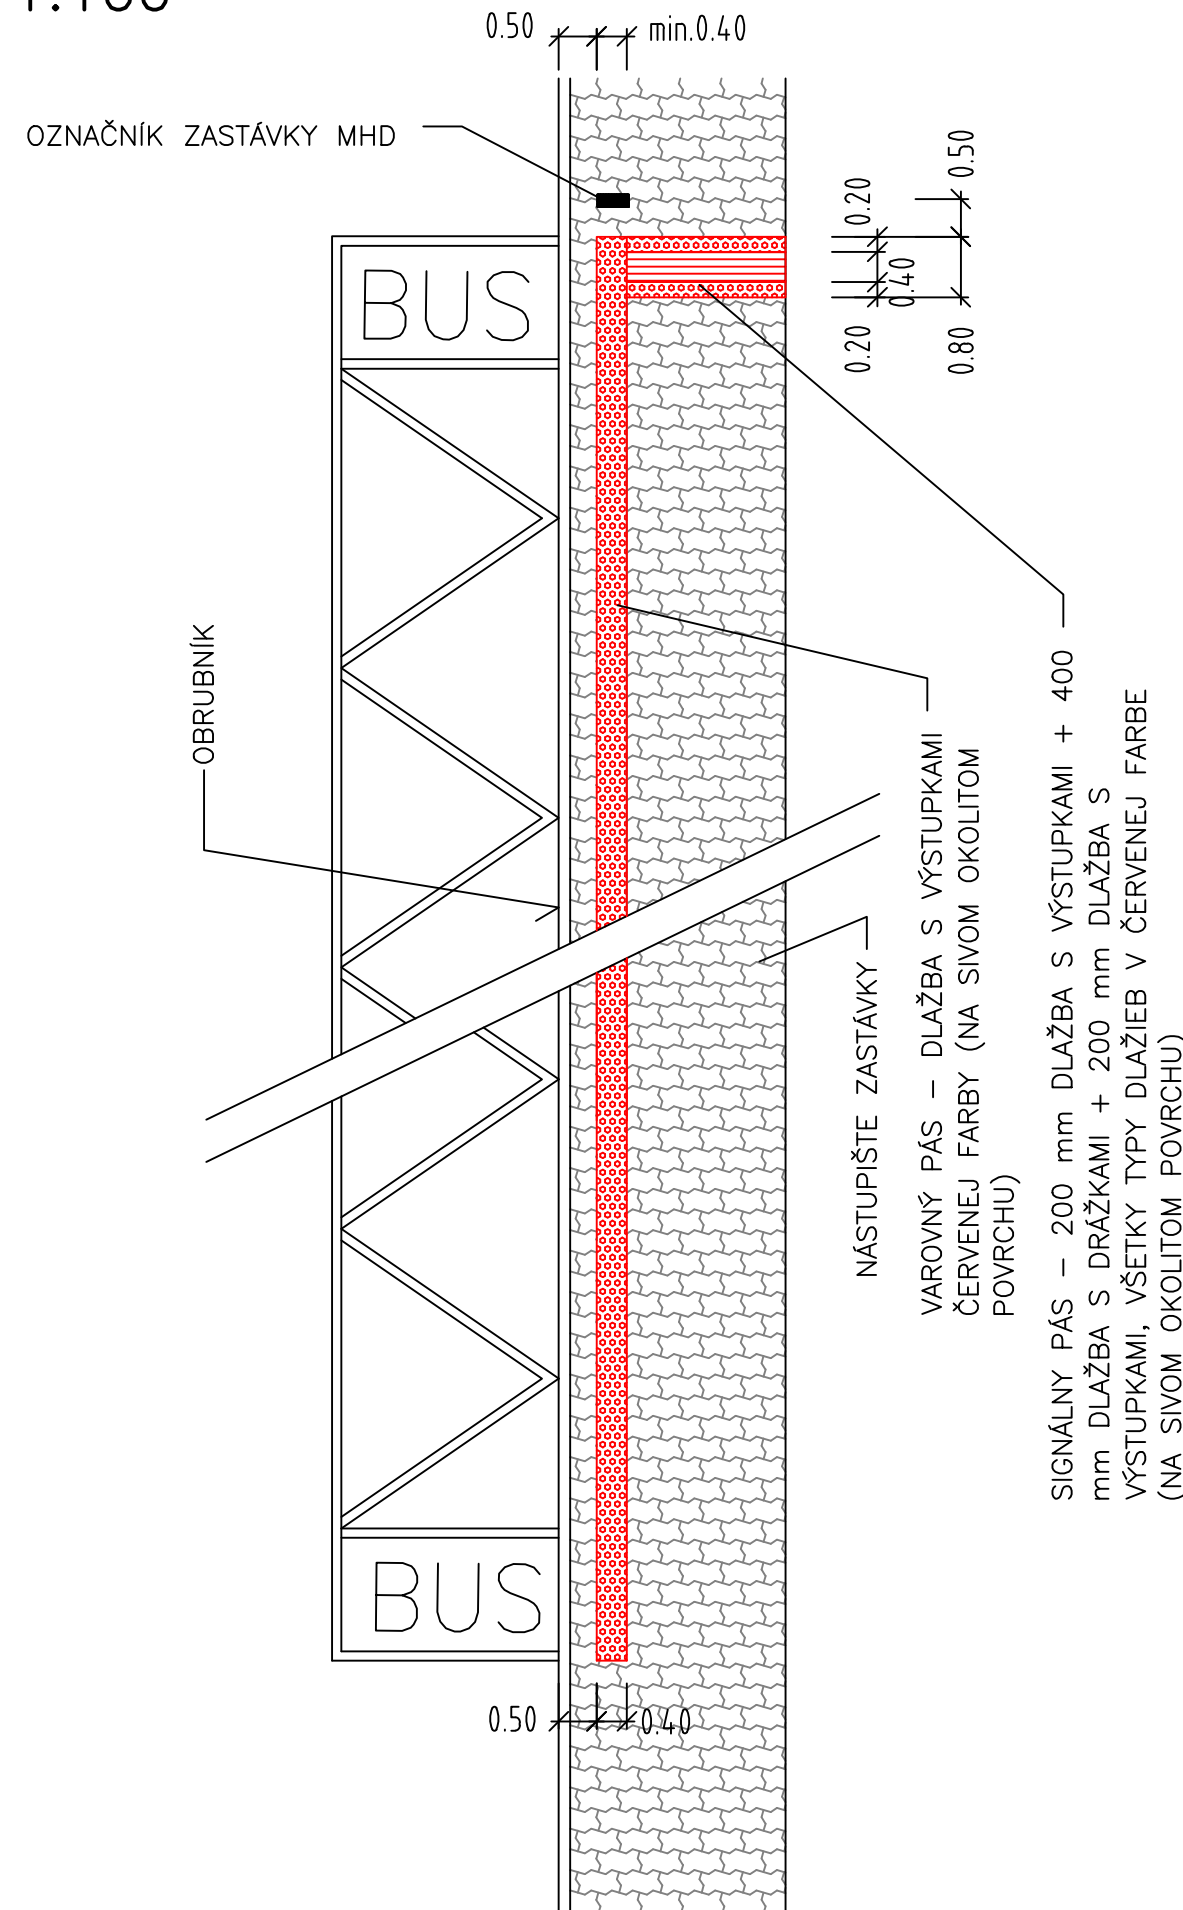 1:100
0.50
min.0.40
OZNAČNÍK ZASTÁVKY MHD
0.50
0.20
0.40
0.20
0.80
BUS
OBRUBNÍK
NÁSTUPIŠTE ZASTÁVKY
VAROVNÝ PÁS – DLAŽBA S VÝSTUPKAMI
ČERVENEJ FARBY (NA SIVOM OKOLITOM
POVRCHU)
SIGNÁLNY PÁS – 200 mm DLAŽBA S VÝSTUPKAMI + 400
mm DLAŽBA S DRÁŽKAMI + 200 mm DLAŽBA S
VÝSTUPKAMI, VŠETKY TYPY DLAŽIEB V ČERVENEJ FARBE
(NA SIVOM OKOLITOM POVRCHU)
BUS
0.50
0.40